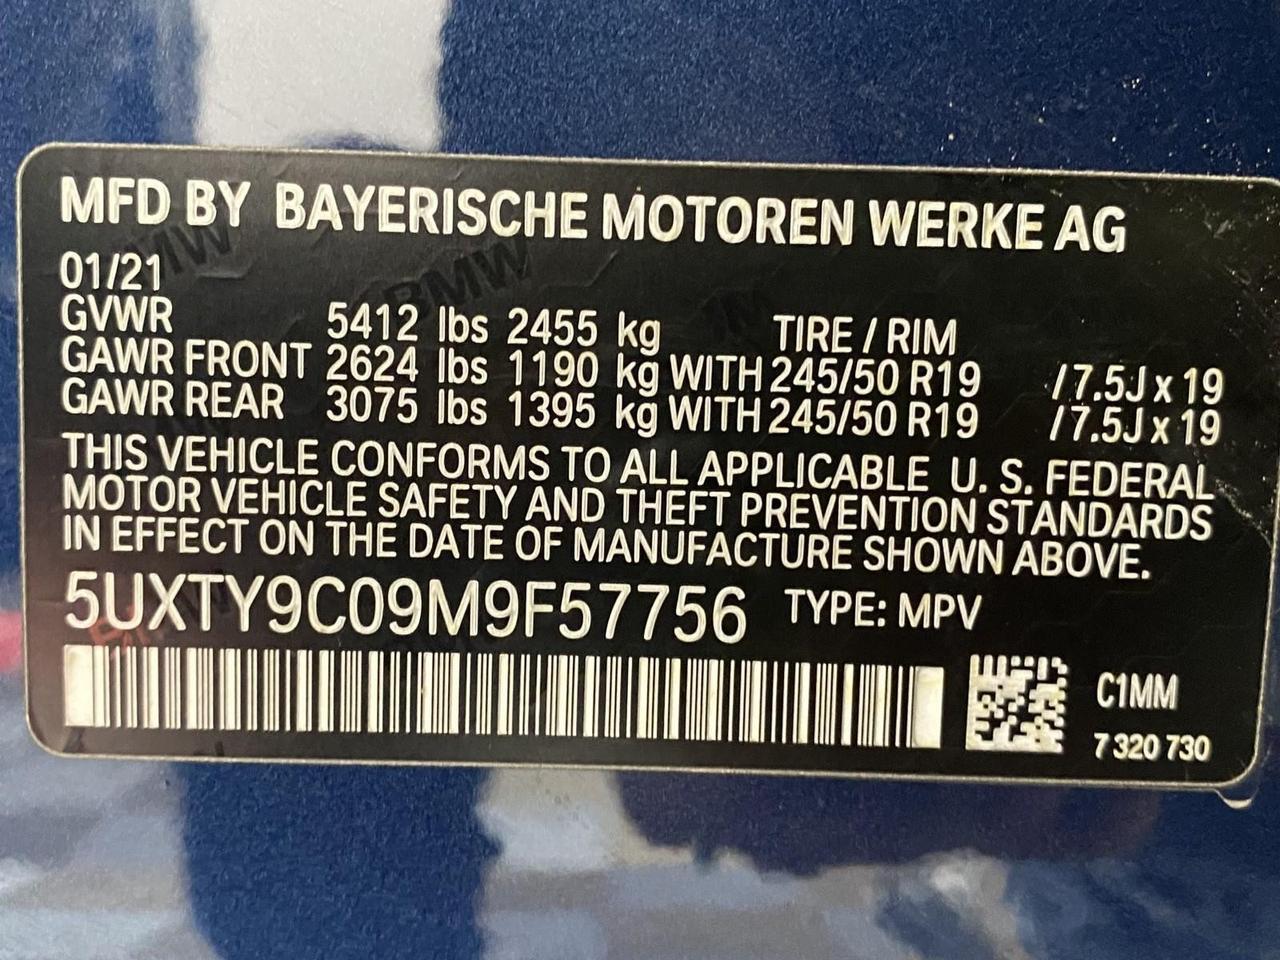 MFD BY BAYERISCHE MOTOREN WERKE AG
01/21
GVWR 5412 lbs 2455 kg TIRE / RIM
GAWR FRONT 2624 lbs 1190 kg WITH 245/50 R19 / 7.5J x 19
GAWR REAR 3075 lbs 1395 kg WITH 245/50 R19 / 7.5J x 19
THIS VEHICLE CONFORMS TO ALL APPLICABLE U. S. FEDERAL
MOTOR VEHICLE SAFETY AND THEFT PREVENTION STANDARDS
IN EFFECT ON THE DATE OF MANUFACTURE SHOWN ABOVE.
5UXTY9C09M9F57756 TYPE: MPV
C1MM
7 320 730